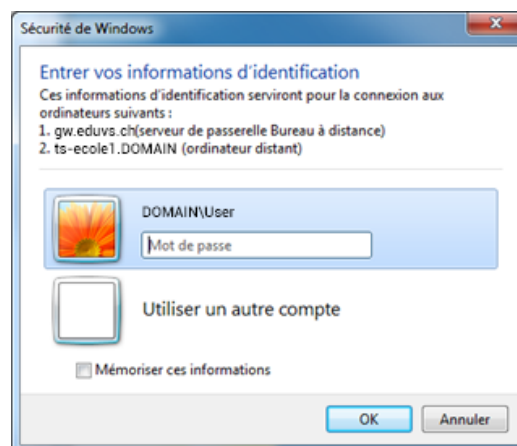 Sécurité de Windows
Entrer vos informations d'identification
Ces informations d'identification serviront pour la connexion aux
ordinateurs suivants :
1. gw.eduvs.ch(serveur de passerelle Bureau à distance)
2. ts-ecole1.DOMAIN (ordinateur distant)
DOMAIN\User
Mot de passe
Utiliser un autre compte
Mémoriser ces informations
OK Annuler